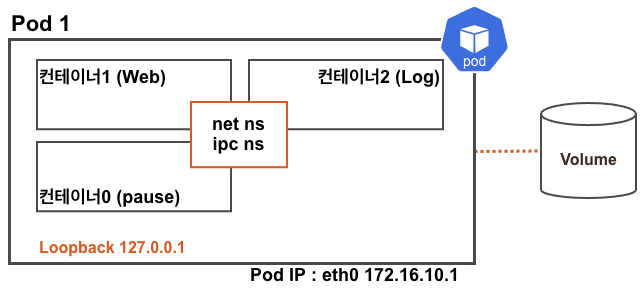 Pod 1
pod
컨테이너1 (Web)
컨테이너2 (Log)
net ns
ipc ns
Volume
컨테이너0 (pause)
Loopback 127.0.0.1
Pod IP : eth0 172.16.10.1